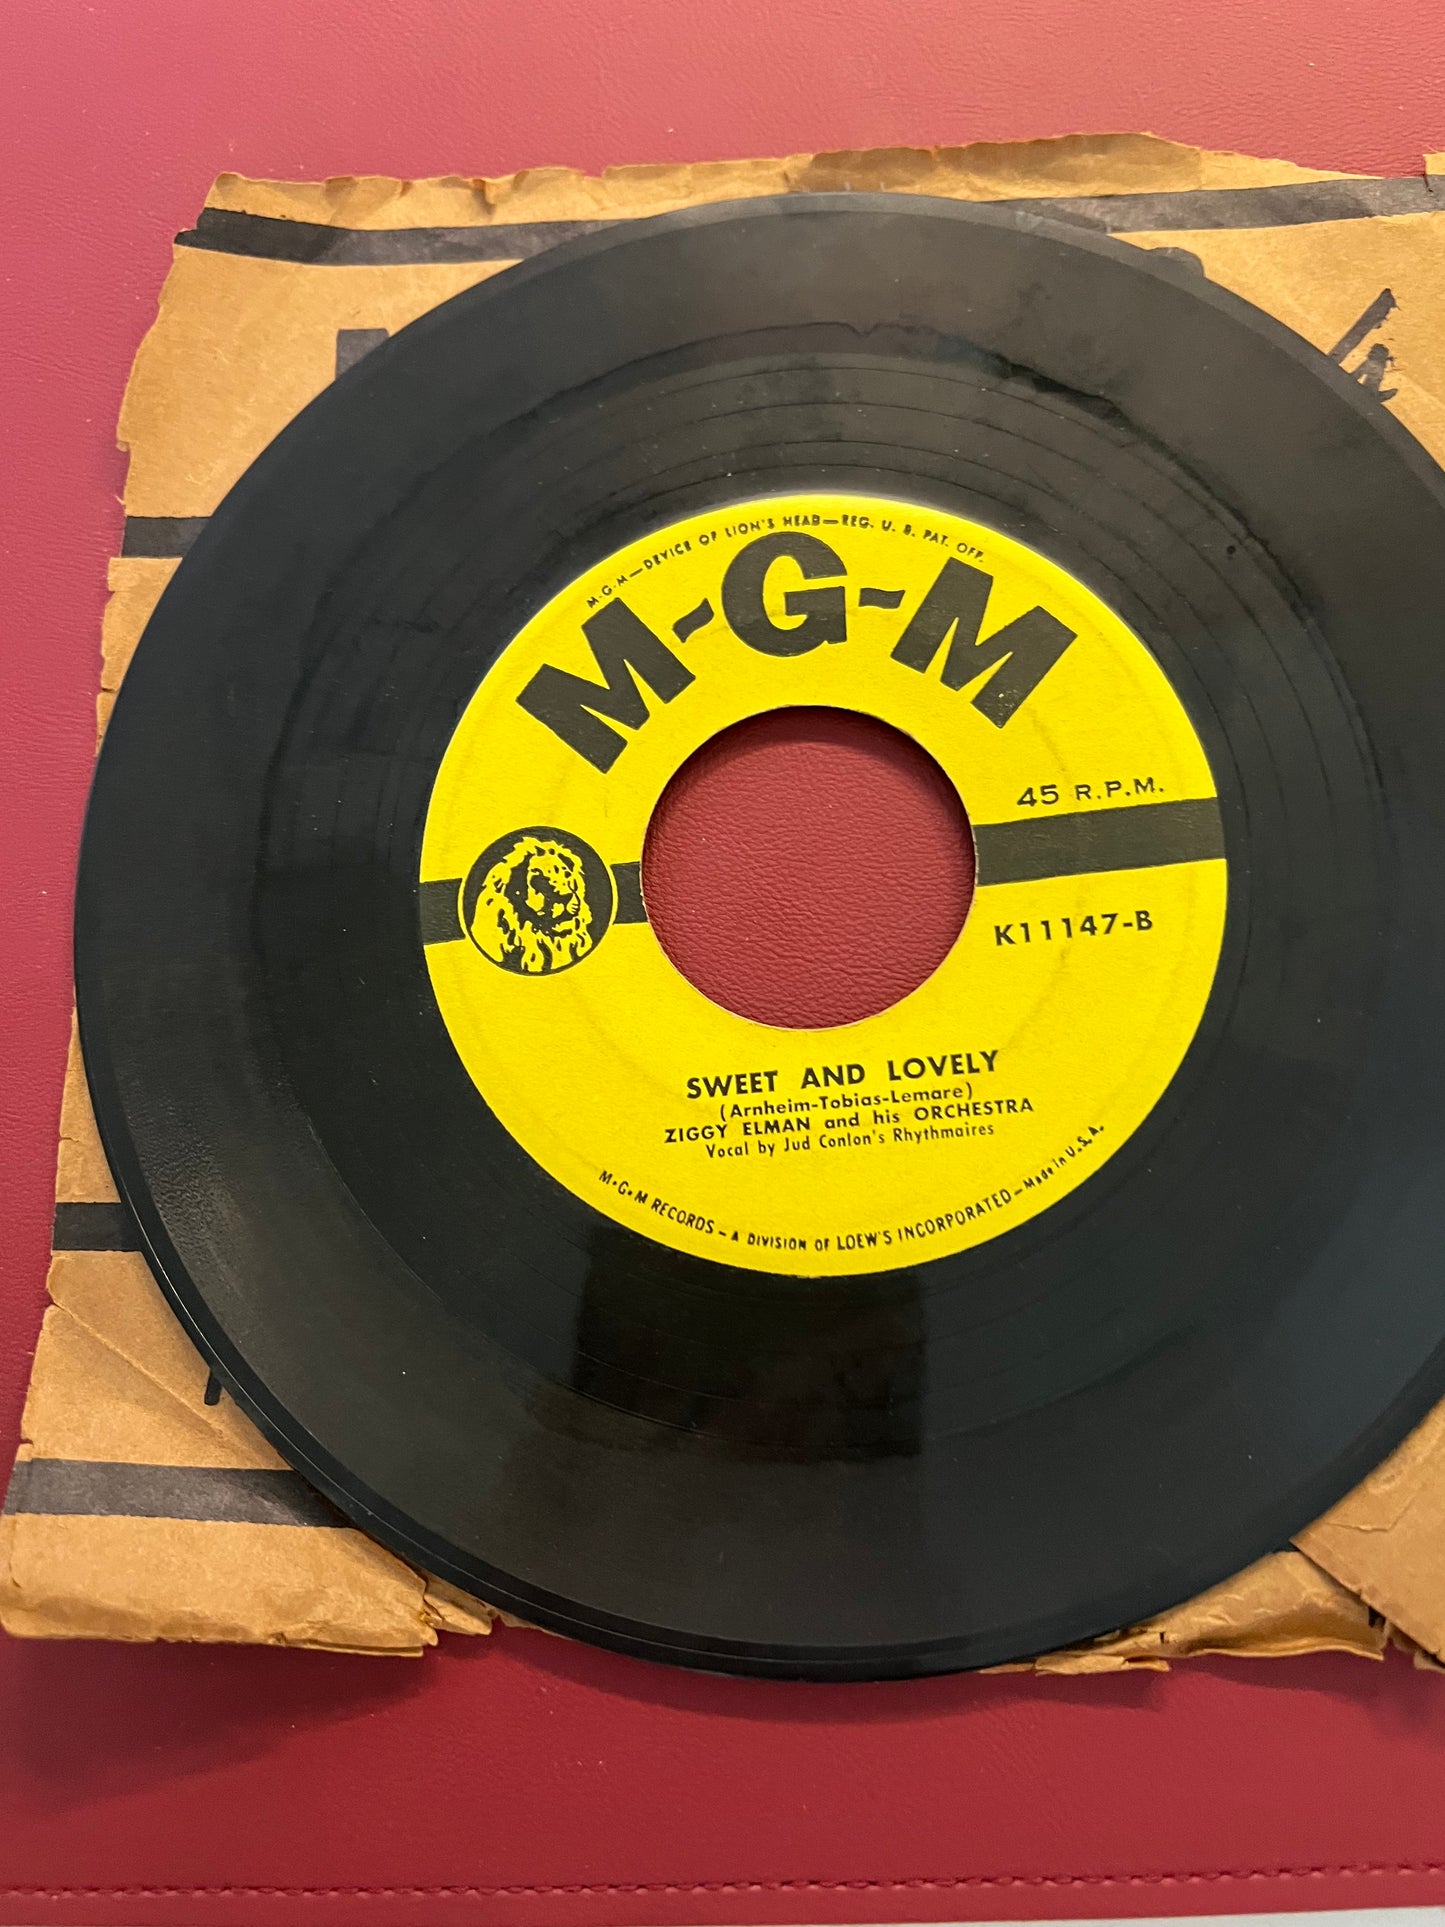 M-G-M—DEVICE OF LION'S HEAD—REG. U. S. PAT. OFF.
M-G-M
45 R.P.M.
K11147-B
SWEET AND LOVELY
(Arnheim-Tobias-Lemare)
ZIGGY ELMAN and his ORCHESTRA
Vocal by Jud Conlon's Rhythmaires
M-G-M RECORDS – A DIVISION OF LOEW'S INCORPORATED – Made in U.S.A.